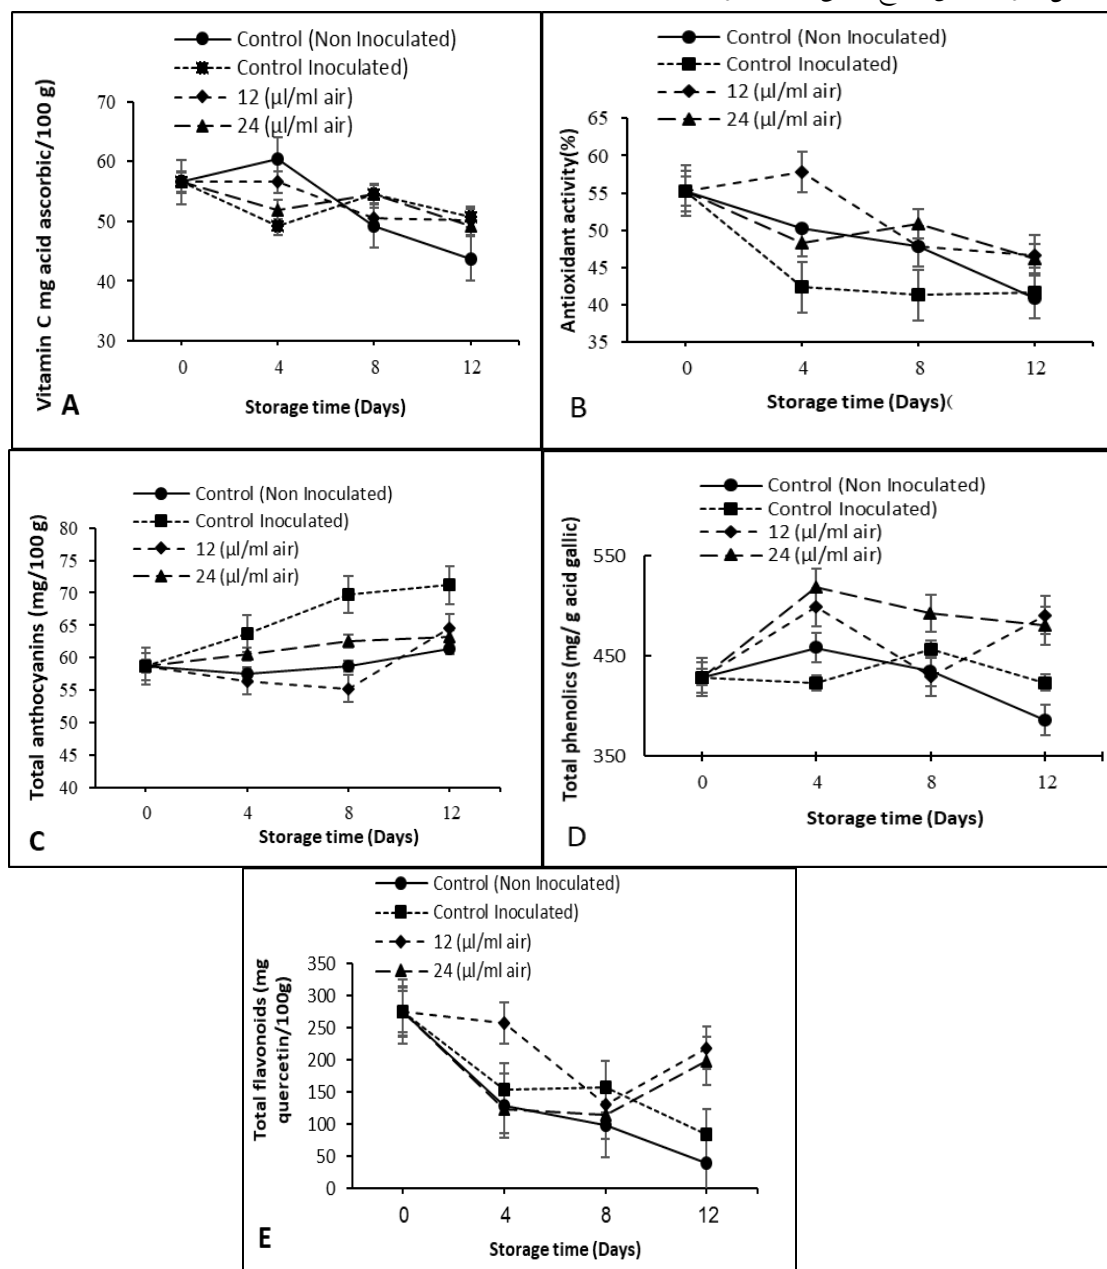 Control (Non Inoculated)
Control Inoculated)
12 (µl/ml air)
24 (µl/ml air)
Vitamin C mg acid ascorbic/100 g)
70
60
50
40
30
0 4 8 12
Storage time (Days)
A
Control (Non Inoculated)
Control Inoculated)
12 (µl/ml air)
24 (µl/ml air)
Antioxidant activity(%)
65
60
55
50
45
40
35
0 4 8 12
Storage time (Days)(
B
Control (Non Inoculated)
Control Inoculated)
12 (µl/ml air)
24 (µl/ml air)
Total anthocyanins (mg/100 g)
80
70
65
60
55
50
45
40
0 4 8 12
Storage time (Days)
C
Control (Non Inoculated)
Control Inoculated)
12 (µl/ml air)
24 (µl/ml air)
Total phenolics (mg/ g acid gallic)
550
450
350
0 4 8 12
Storage time (Days)
D
Control (Non Inoculated)
Control Inoculated)
12 (µl/ml air)
24 (µl/ml air)
Total flavonoids (mg
quercetin/100g)
350
300
250
200
150
100
50
0
0 4 8 12
Storage time (Days)
E